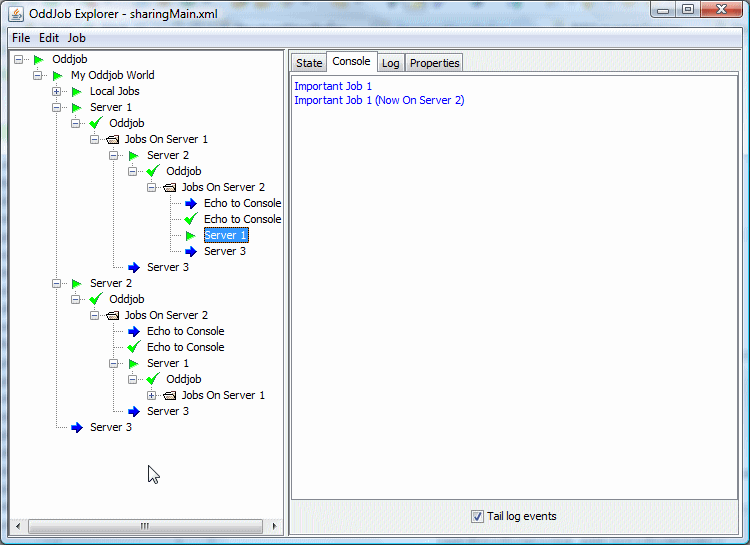 OddJob Explorer - sharingMain.xml
File Edit Job
Oddjob
My Oddjob World
Local Jobs
Server 1
Oddjob
Jobs On Server 1
Server 2
Oddjob
Jobs On Server 2
Echo to Console
Echo to Console
Server 1
Server 3
Server 3
Server 2
Oddjob
Jobs On Server 2
Echo to Console
Echo to Console
Server 1
Oddjob
Jobs On Server 1
Server 3
Server 3
State Console Log Properties
Important Job 1
Important Job 1 (Now On Server 2)
Tail log events